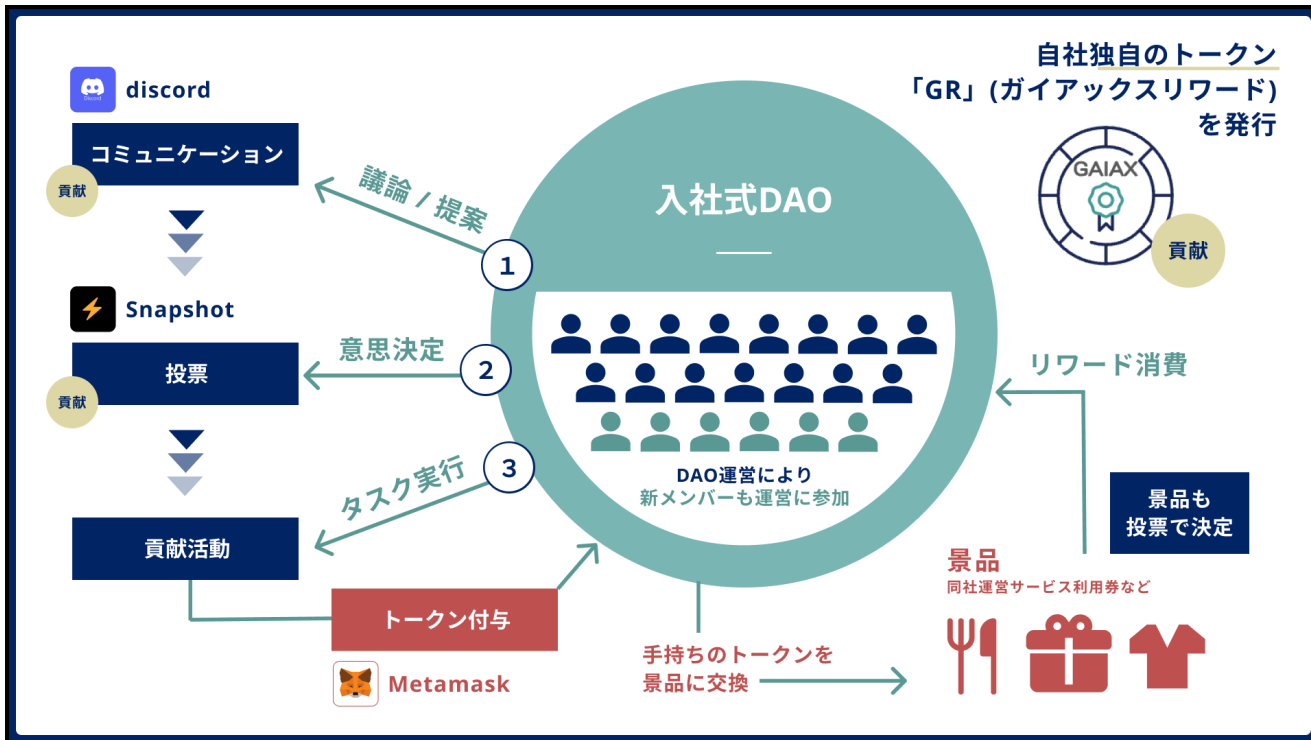 自社独自のトークン
「GR」(ガイアックスリワード)
を発行
GAIAX
貢献
discord
Discord
コミュニケーション
貢献
Snapshot
投票
貢献
貢献活動
議論 / 提案
1
意思決定
2
タスク実行
3
入社式DAO
DAO運営により
新メンバーも運営に参加
トークン付与
Metamask
手持ちのトークンを
景品に交換
景品
同社運営サービス利用券など
景品も
投票で決定
リワード消費